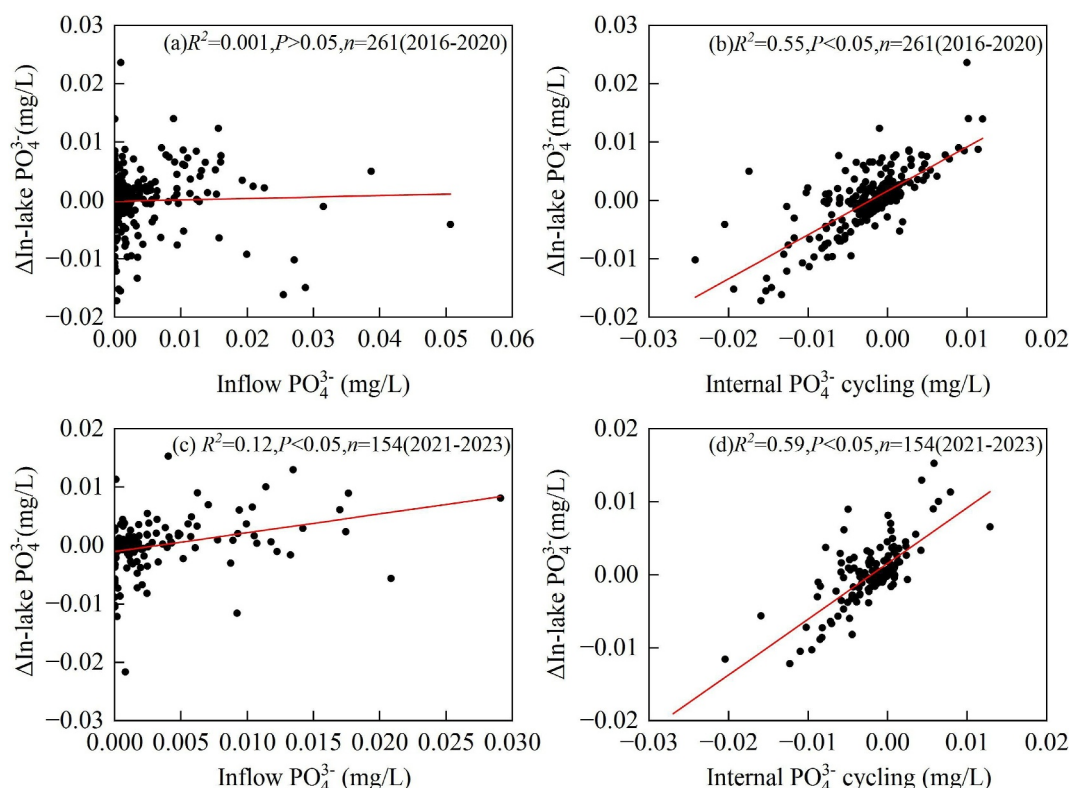 (a)R²=0.001,P>0.05,n=261(2016-2020)
ΔIn-lake PO₄³⁻(mg/L)
0.03
0.02
0.01
0.00
−0.01
−0.02
0.00 0.01 0.02 0.03 0.04 0.05 0.06
Inflow PO₄³⁻ (mg/L)
(b)R²=0.55,P<0.05,n=261(2016-2020)
ΔIn-lake PO₄³⁻(mg/L)
0.03
0.02
0.01
0.00
−0.01
−0.02
−0.03 −0.02 −0.01 0.00 0.01 0.02
Internal PO₄³⁻ cycling (mg/L)
(c) R²=0.12,P<0.05,n=154(2021-2023)
ΔIn-lake PO₄³⁻(mg/L)
0.02
0.01
0.00
−0.01
−0.02
−0.03
0.000 0.005 0.010 0.015 0.020 0.025 0.030
Inflow PO₄³⁻ (mg/L)
(d)R²=0.59,P<0.05,n=154(2021-2023)
ΔIn-lake PO₄³⁻(mg/L)
0.02
0.01
0.00
−0.01
−0.02
−0.03 −0.02 −0.01 0.00 0.01 0.02
Internal PO₄³⁻ cycling (mg/L)